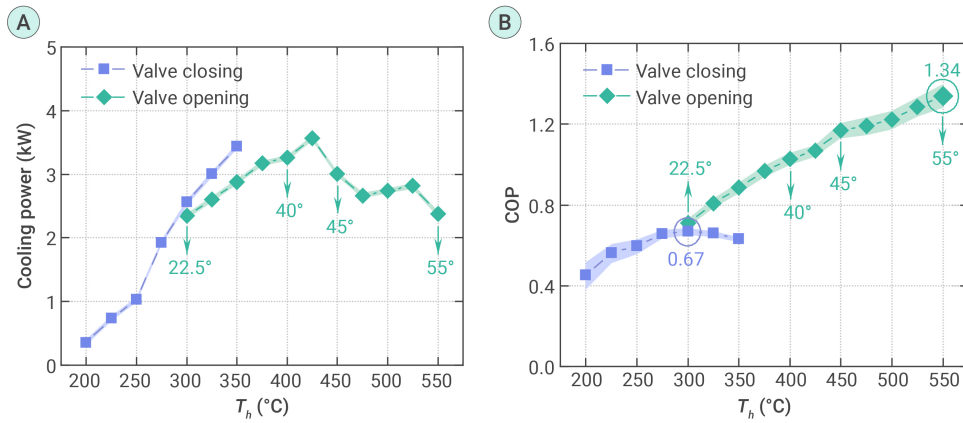 A
Cooling power (kW)
5
4
3
2
1
0
Valve closing
Valve opening
22.5°
40°
45°
55°
200 250 300 350 400 450 500 550
Th (°C)
B
COP
1.6
1.2
0.8
0.4
0.0
Valve closing
Valve opening
1.34
22.5°
55°
45°
40°
0.67
200 250 300 350 400 450 500 550
Th (°C)